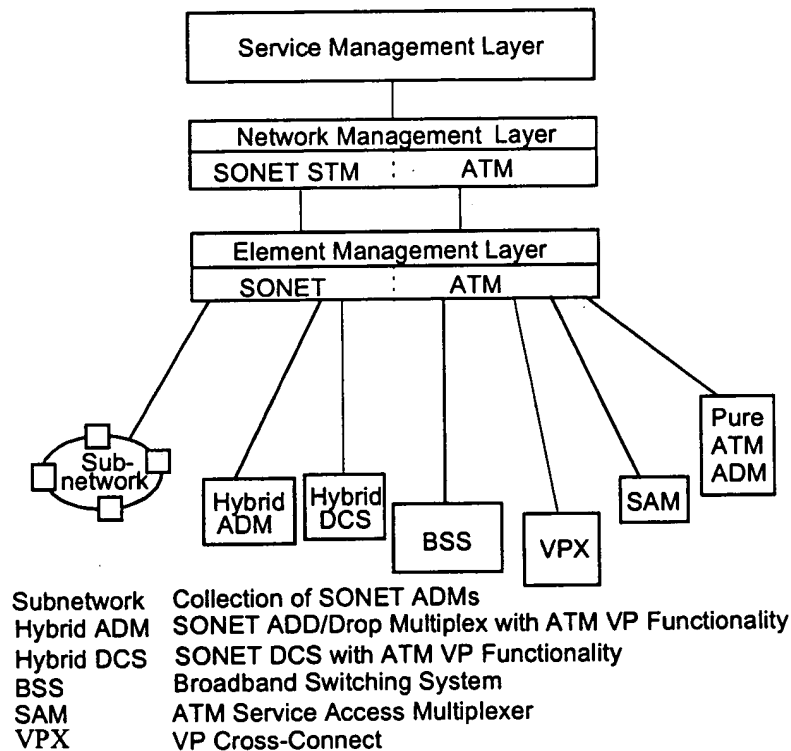 Service Management Layer
Network Management Layer
SONET STM : ATM
Element Management Layer
SONET : ATM
Sub-
network
Hybrid
ADM
Hybrid
DCS
BSS
VPX
SAM
Pure
ATM
ADM
Subnetwork Collection of SONET ADMs
Hybrid ADM SONET ADD/Drop Multiplex with ATM VP Functionality
Hybrid DCS SONET DCS with ATM VP Functionality
BSS Broadband Switching System
SAM ATM Service Access Multiplexer
VPX VP Cross-Connect